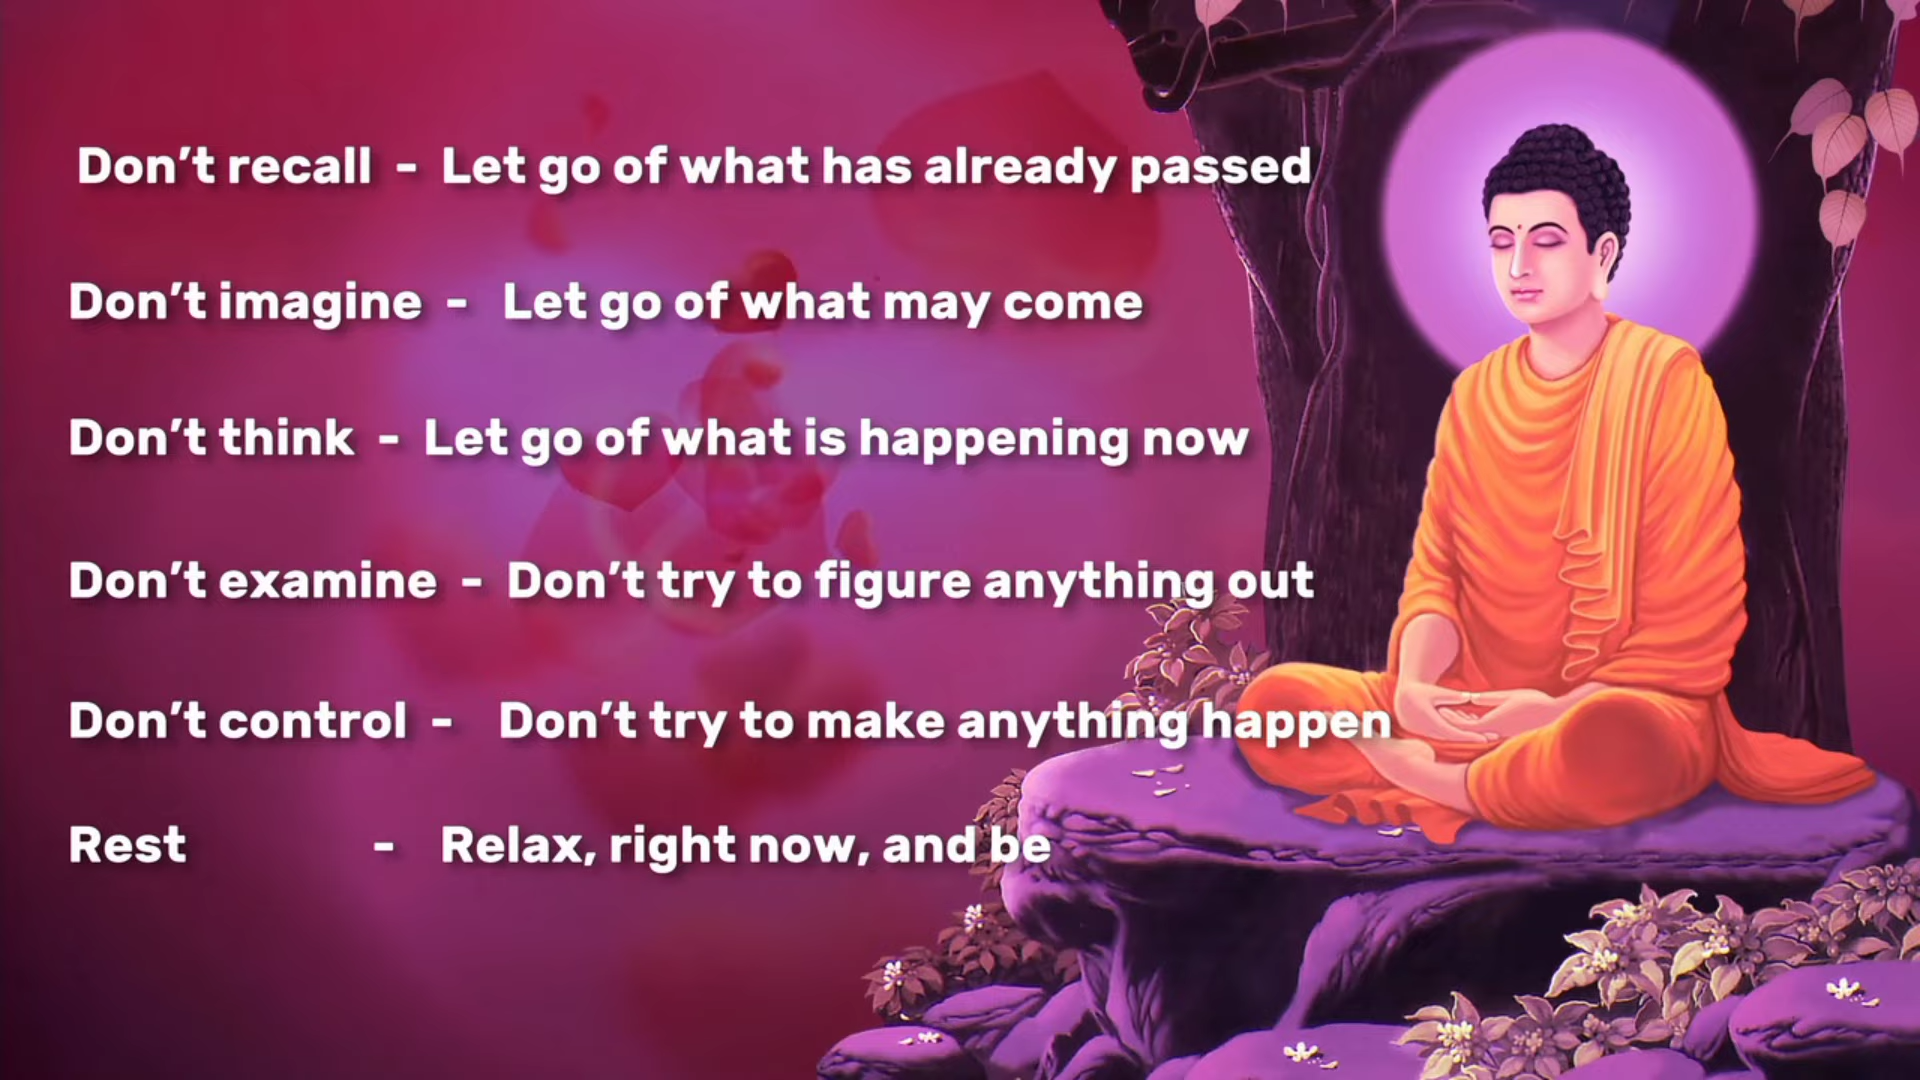 Don't recall - Let go of what has already passed
Don't imagine - Let go of what may come
Don't think - Let go of what is happening now
Don't examine - Don't try to figure anything out
Don't control - Don't try to make anything happen
Rest - Relax, right now, and be